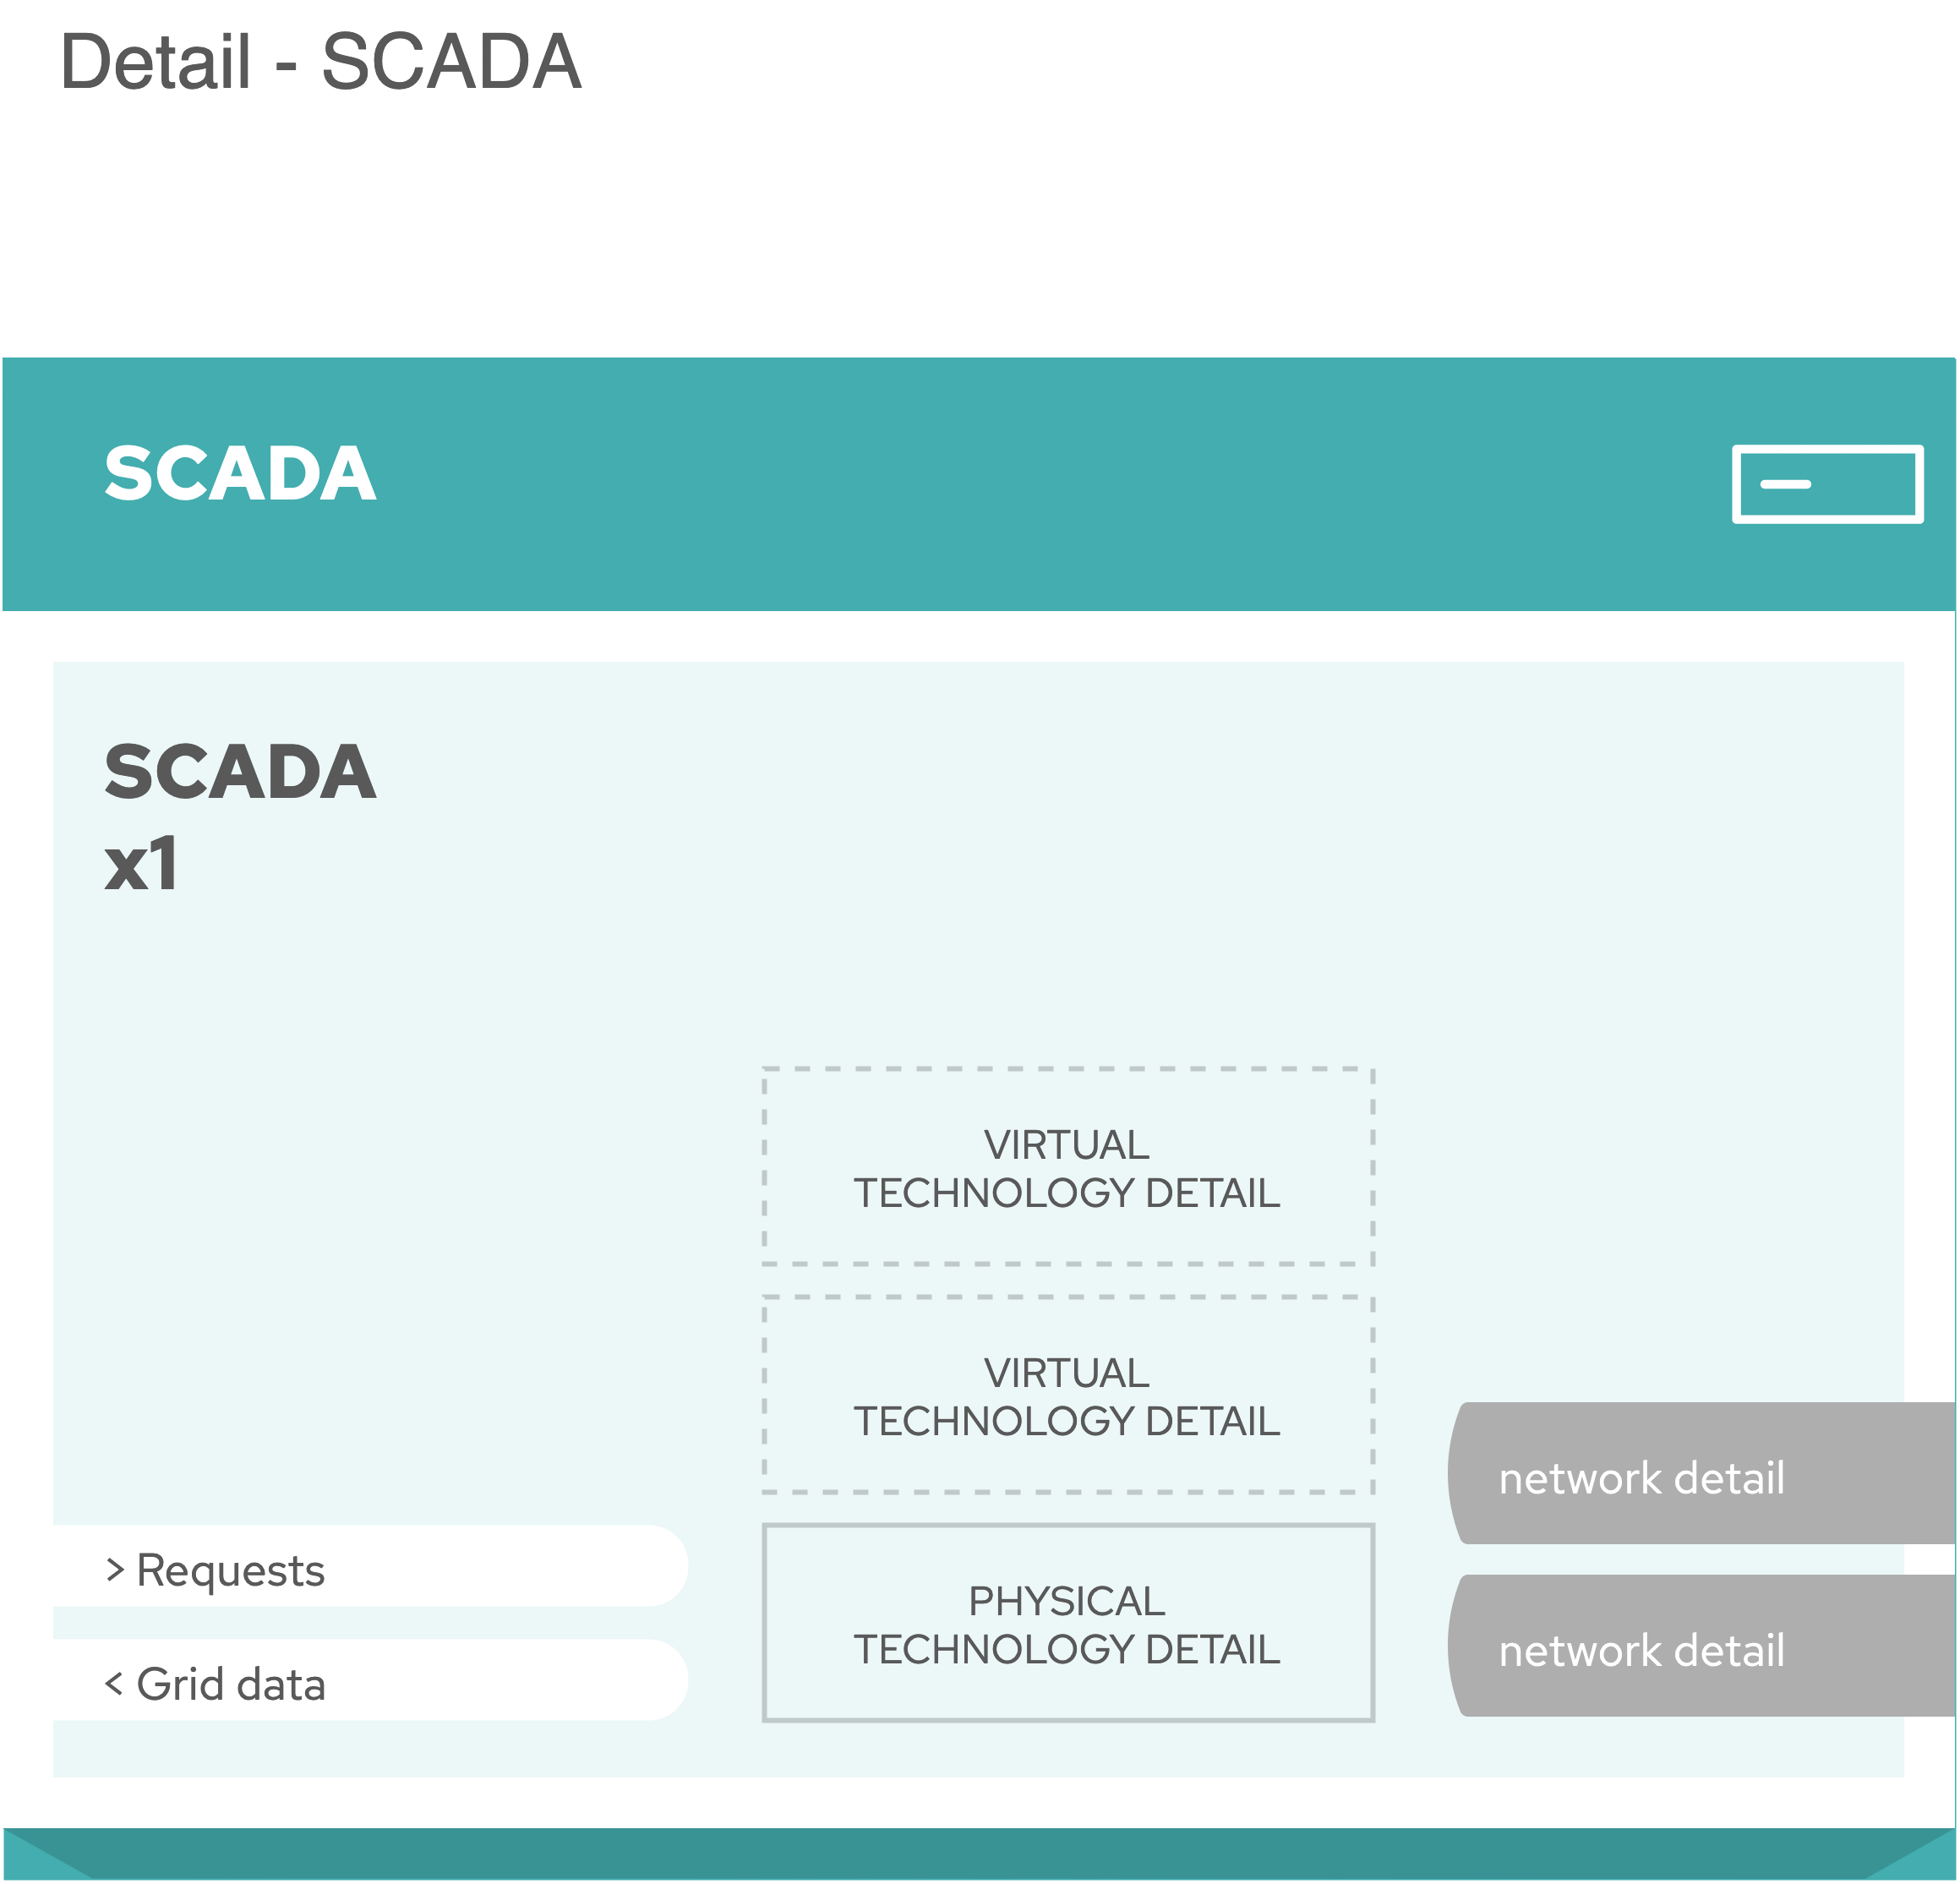 Detail - SCADA
SCADA
SCADA
x1
VIRTUAL
TECHNOLOGY DETAIL
VIRTUAL
TECHNOLOGY DETAIL
network detail
> Requests
PHYSICAL
TECHNOLOGY DETAIL
network detail
< Grid data